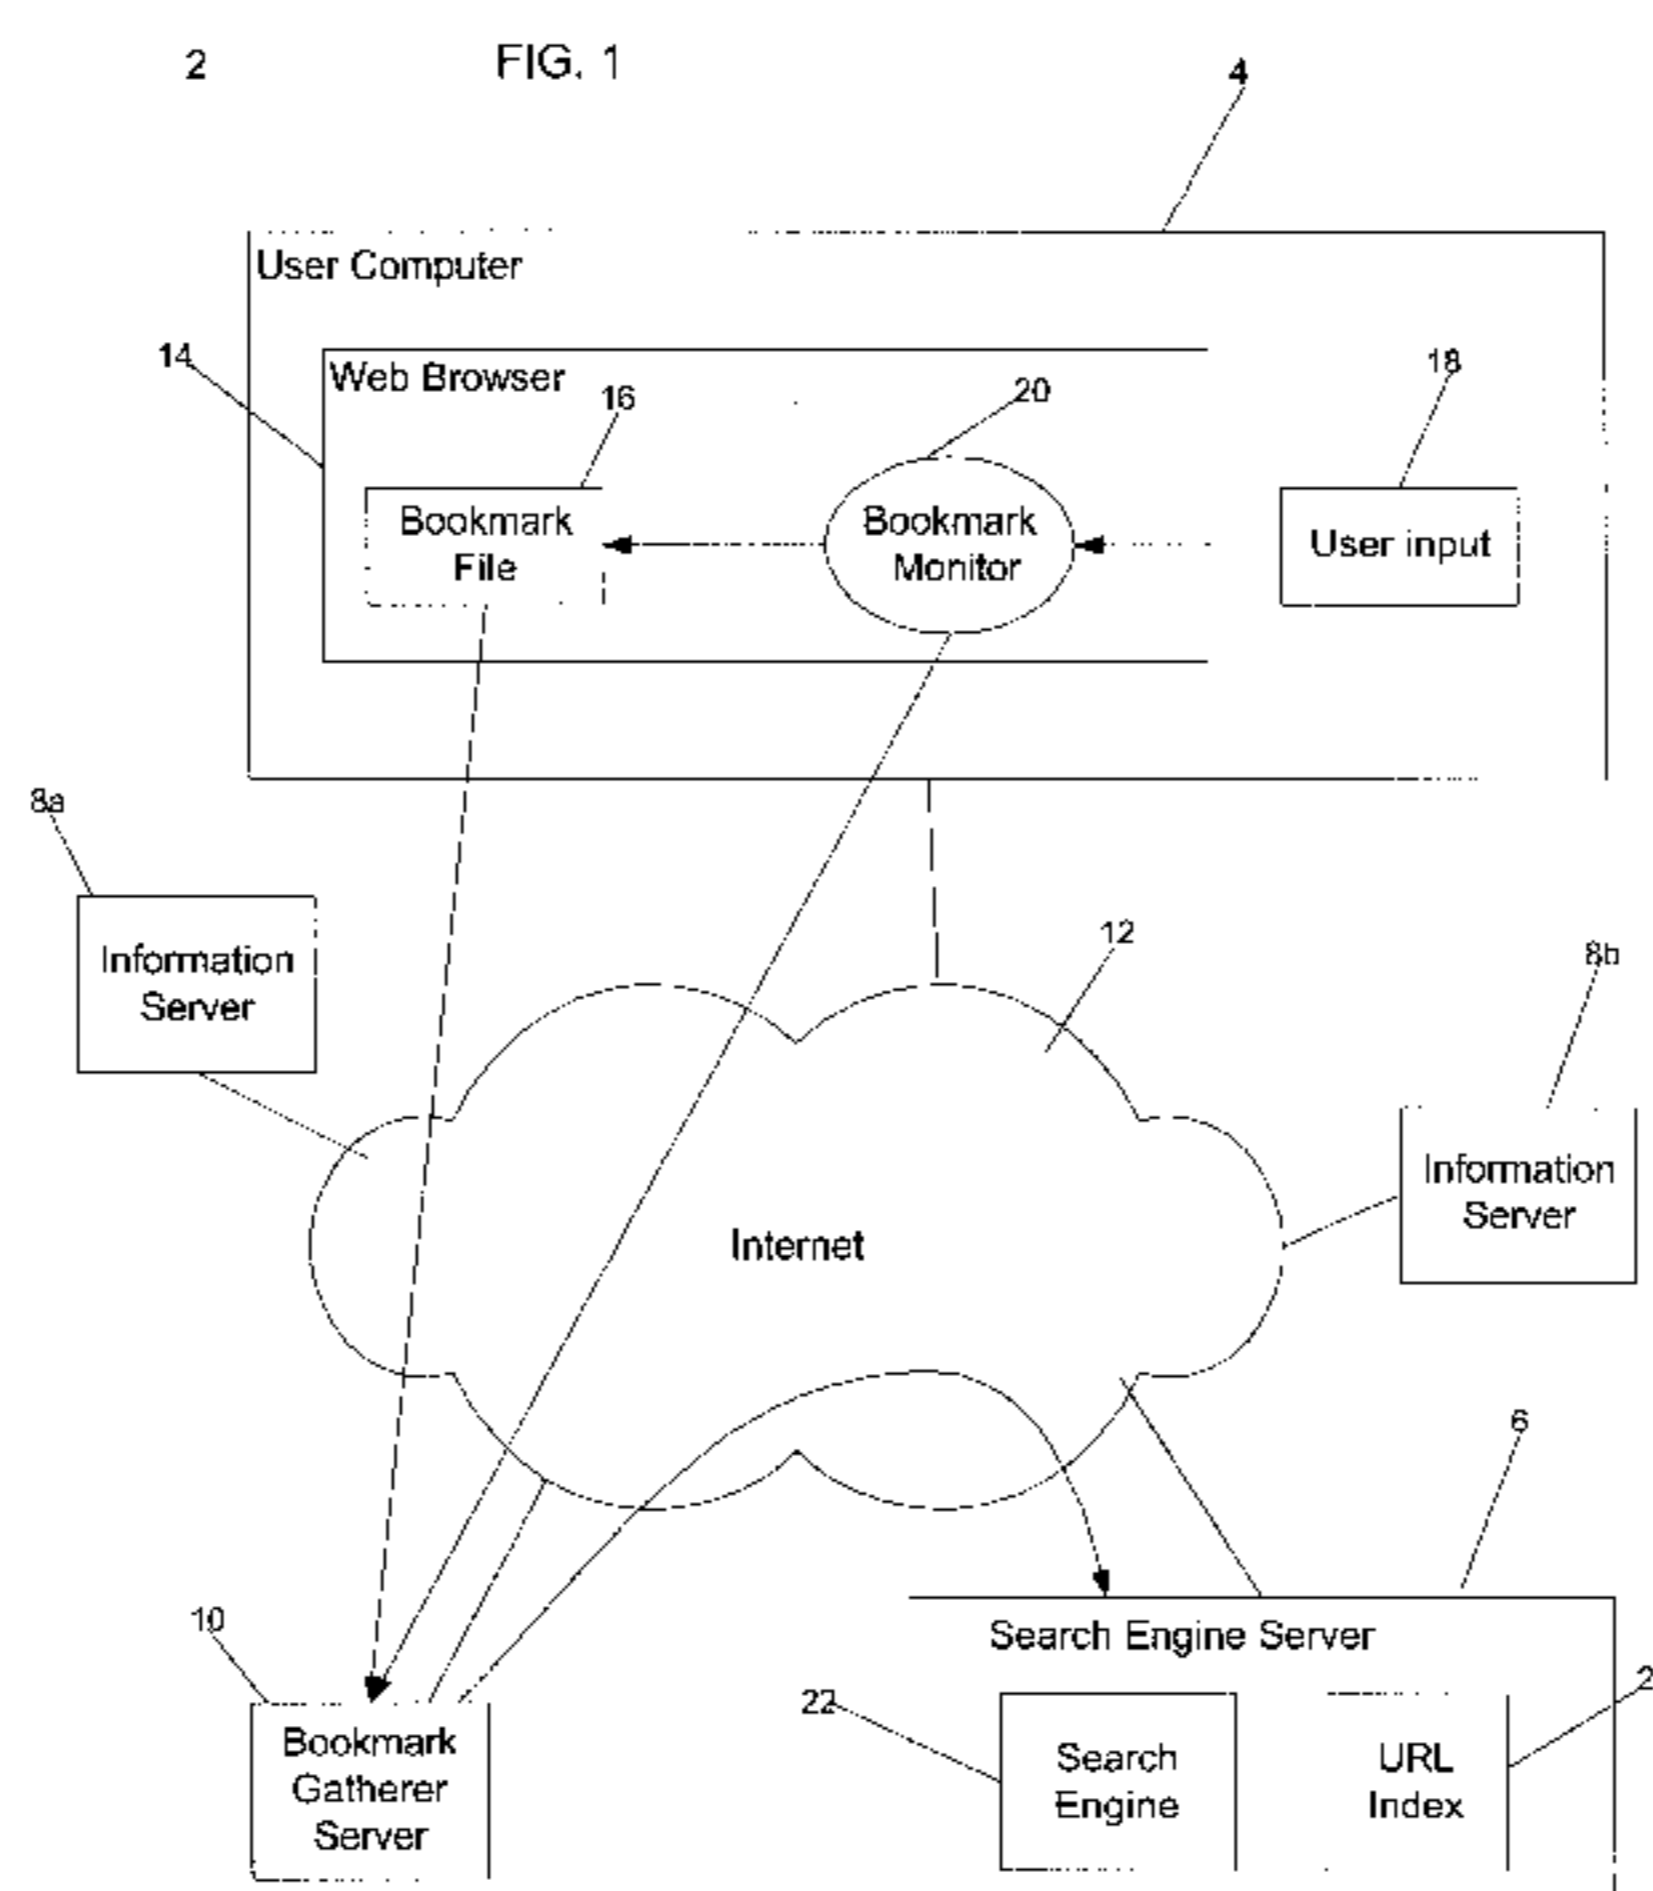 2
FIG. 1
4
User Computer
14
Web Browser
18
16
20
Bookmark
File
Bookmark
Monitor
User input
8a
Information
Server
12
8b
Information
Server
Internet
6
10
Search Engine Server
22
2
Bookmark
Gatherer
Server
Search
Engine
URL
Index